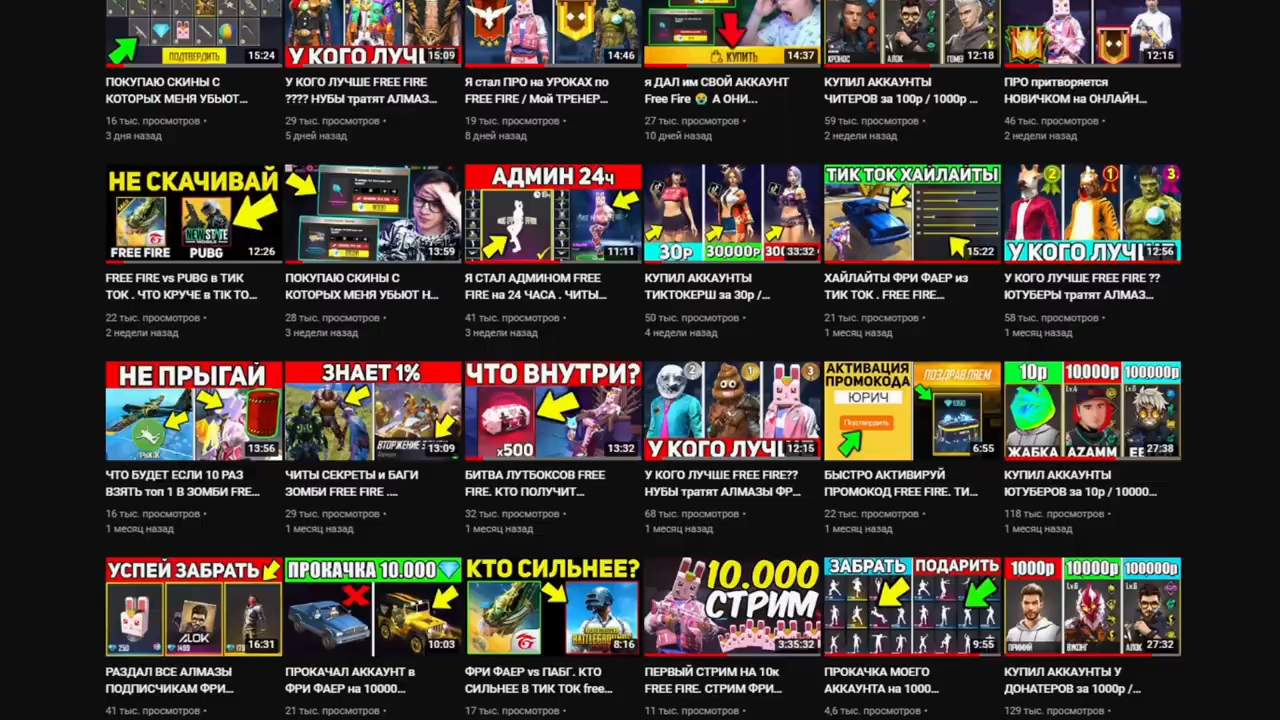 ПОДТВЕРДИТЬ
15:24
У КОГО ЛУЧШ
15:09
14:46
КУПИТЬ
14:37
КРОНОС
АЛОК
12:18
12:15
ПОКУПАЮ СКИНЫ С
КОТОРЫХ МЕНЯ УБЬЮТ...
16 тыс. просмотров •
3 дня назад
У КОГО ЛУЧШЕ FREE FIRE
???? НУБЫ тратят АЛМАЗ...
29 тыс. просмотров •
5 дней назад
Я стал ПРО на УРОКАХ по
FREE FIRE / Мой ТРЕНЕР...
19 тыс. просмотров •
8 дней назад
я ДАЛ им СВОЙ АККАУНТ
Free Fire 😭 А ОНИ...
27 тыс. просмотров •
10 дней назад
КУПИЛ АККАУНТЫ
ЧИТЕРОВ за 100р / 1000р ...
59 тыс. просмотров •
2 недели назад
ПРО притворяется
НОВИЧКОМ на ОНЛАЙН...
46 тыс. просмотров •
2 недели назад
НЕ СКАЧИВАЙ
NEW STATE
MOBILE
FREE FIRE
PUBG
12:26
13:59
АДМИН 24ч
11:11
30р
30,000р
33:32
ТИК ТОК ХАЙЛАЙТЫ
15:22
2
1
3
У КОГО ЛУЧШ
12:56
FREE FIRE vs PUBG в ТИК
ТОК . ЧТО КРУЧЕ в TIK TO...
22 тыс. просмотров •
2 недели назад
ПОКУПАЮ СКИНЫ С
КОТОРЫХ МЕНЯ УБЬЮТ Н...
28 тыс. просмотров •
3 недели назад
Я СТАЛ АДМИНОМ FREE
FIRE на 24 ЧАСА . ЧИТЫ...
41 тыс. просмотров •
3 недели назад
КУПИЛ АККАУНТЫ
ТИКТОКЕРШ за 30р /...
50 тыс. просмотров •
4 недели назад
ХАЙЛАЙТЫ ФРИ ФАЕР из
ТИК ТОК . FREE FIRE...
21 тыс. просмотров •
1 месяц назад
У КОГО ЛУЧШЕ FREE FIRE ??
ЮТУБЕРЫ тратят АЛМАЗ...
58 тыс. просмотров •
1 месяц назад
НЕ ПРЫГАЙ
13:56
ЗНАЕТ 1%
ВТОРЖЕНИЕ
13:09
ЧТО ВНУТРИ?
x500
13:32
2
1
3
У КОГО ЛУЧШ
12:15
АКТИВАЦИЯ
ПРОМОКОДА
ЮРИЧ
Подтвердить
ПОЗДРАВЛЯЕМ
6:55
10р
10000р
100000р
ЖАБКА
AZAMM
27:38
ЧТО БУДЕТ ЕСЛИ 10 РАЗ
ВЗЯТЬ топ 1 В ЗОМБИ FRE...
16 тыс. просмотров •
1 месяц назад
ЧИТЫ СЕКРЕТЫ и БАГИ
ЗОМБИ FREE FIRE ....
29 тыс. просмотров •
1 месяц назад
БИТВА ЛУТБОКСОВ FREE
FIRE. КТО ПОЛУЧИТ...
32 тыс. просмотров •
1 месяц назад
У КОГО ЛУЧШЕ FREE FIRE??
НУБЫ тратят АЛМАЗЫ ФР...
68 тыс. просмотров •
1 месяц назад
БЫСТРО АКТИВИРУЙ
ПРОМОКОД FREE FIRE. ТИ...
22 тыс. просмотров •
1 месяц назад
КУПИЛ АККАУНТЫ
ЮТУБЕРОВ за 10р / 10000...
118 тыс. просмотров •
1 месяц назад
УСПЕЙ ЗАБРАТЬ
ALOK
16:31
ПРОКАЧКА 10.000
10:03
КТО СИЛЬНЕЕ?
BATTLEGROUNDS
8:16
10.000
СТРИМ
3:35:32
ЗАБРАТЬ
ПОДАРИТЬ
9:55
1000р
10000р
100000р
ВУКОНГ
АЛОК
27:32
РАЗДАЛ ВСЕ АЛМАЗЫ
ПОДПИСЧИКАМ ФРИ...
41 тыс. просмотров •
ПРОКАЧАЛ АККАУНТ в
ФРИ ФАЕР на 10000...
21 тыс. просмотров •
ФРИ ФАЕР vs ПАБГ. КТО
СИЛЬНЕЕ В ТИК ТОК free...
17 тыс. просмотров •
ПЕРВЫЙ СТРИМ НА 10к
FREE FIRE. СТРИМ ФРИ...
11 тыс. просмотров •
ПРОКАЧКА МОЕГО
АККАУНТА на 1000...
4,6 тыс. просмотров •
КУПИЛ АККАУНТЫ У
ДОНАТЕРОВ за 1000р /...
129 тыс. просмотров •